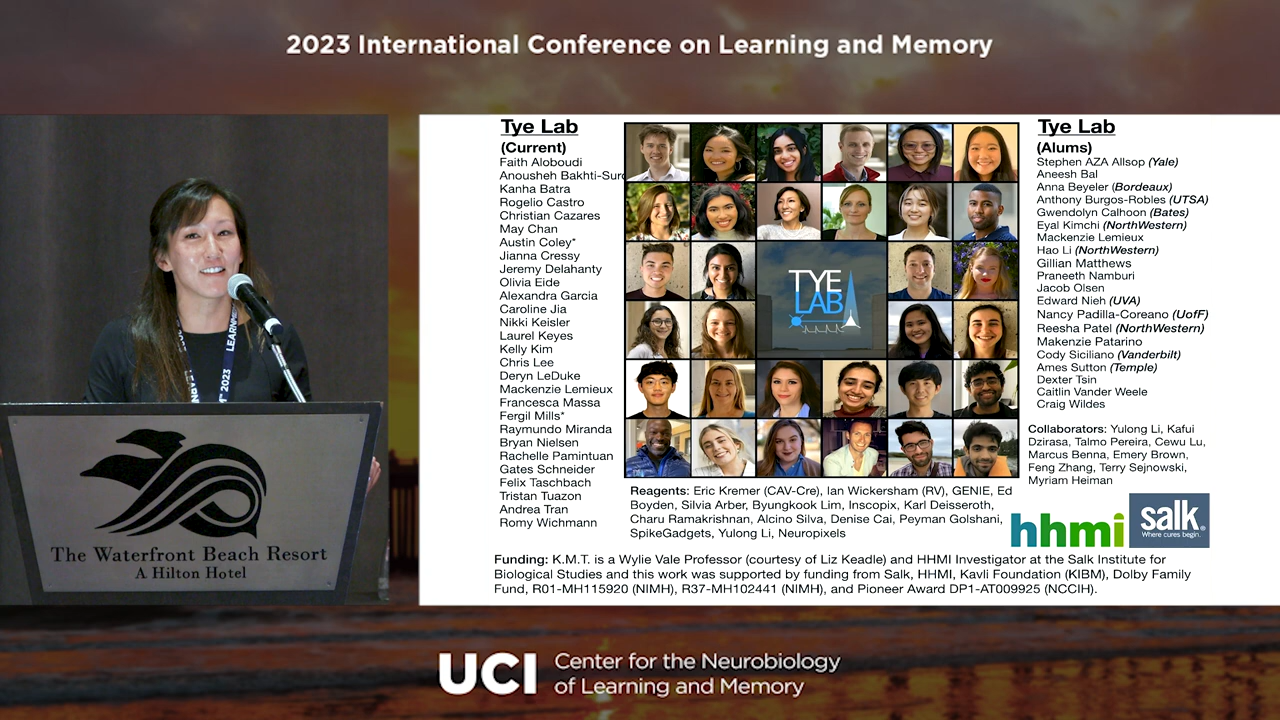 2023 International Conference on Learning and Memory
Tye Lab
(Current)
Faith Aloboudi
Anousheh Bakhti-Sur
Kanha Batra
Rogelio Castro
Christian Cazares
May Chan
Austin Coley*
Jianna Cressy
Jeremy Delahanty
Olivia Eide
Alexandra Garcia
Caroline Jia
Nikki Keisler
Laurel Keyes
Kelly Kim
Chris Lee
Deryn LeDuke
Mackenzie Lemieux
Francesca Massa
Fergil Mills*
Raymundo Miranda
Bryan Nielsen
Rachelle Pamintuan
Gates Schneider
Felix Taschbach
Tristan Tuazon
Andrea Tran
Romy Wichmann
TYE
LAB
Tye Lab
(Alums)
Stephen AZA Allsop (Yale)
Aneesh Bal
Anna Beyeler (Bordeaux)
Anthony Burgos-Robles (UTSA)
Gwendolyn Calhoon (Bates)
Eyal Kimchi (NorthWestern)
Mackenzie Lemieux
Hao Li (NorthWestern)
Gillian Matthews
Praneeth Namburi
Jacob Olsen
Edward Nieh (UVA)
Nancy Padilla-Coreano (UofF)
Reesha Patel (NorthWestern)
Makenzie Patarino
Cody Siciliano (Vanderbilt)
Ames Sutton (Temple)
Dexter Tsin
Caitlin Vander Weele
Craig Wildes
Collaborators: Yulong Li, Kafui
Dzirasa, Talmo Pereira, Cewu Lu,
Marcus Benna, Emery Brown,
Feng Zhang, Terry Sejnowski,
Myriam Heiman
Reagents: Eric Kremer (CAV-Cre), Ian Wickersham (RV), GENIE, Ed
Boyden, Silvia Arber, Byungkook Lim, Inscopix, Karl Deisseroth,
Charu Ramakrishnan, Alcino Silva, Denise Cai, Peyman Golshani,
SpikeGadgets, Yulong Li, Neuropixels
hhmi
salk
Where cures begin.
Funding: K.M.T. is a Wylie Vale Professor (courtesy of Liz Keadle) and HHMI Investigator at the Salk Institute for
Biological Studies and this work was supported by funding from Salk, HHMI, Kavli Foundation (KIBM), Dolby Family
Fund, R01-MH115920 (NIMH), R37-MH102441 (NIMH), and Pioneer Award DP1-AT009925 (NCCIH).
LEARN
2023
The Waterfront Beach Resort
A Hilton Hotel
UCI
Center for the Neurobiology
of Learning and Memory